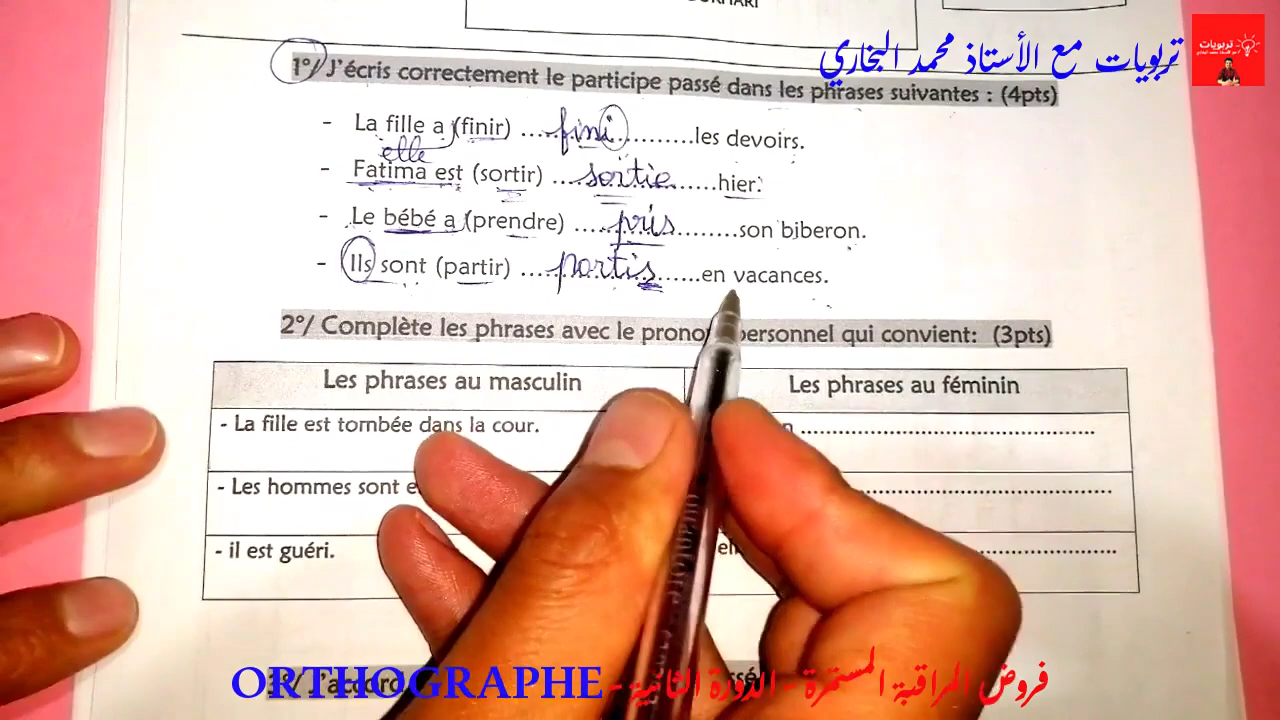 تربويات مع الأستاذ محمد البخاري
تربويات
1°/ J'écris correctement le participe passé dans les phrases suivantes : (4pts)
- La fille a (finir) .... fini ..........les devoirs.
elle
- Fatima est (sortir) .... sortie .......hier.
- Le bébé a (prendre) .... pris .........son biberon.
- Ils sont (partir) .... partis .......en vacances.
2°/ Complète les phrases avec le pronom personnel qui convient: (3pts)
Les phrases au masculin Les phrases au féminin
- La fille est tombée dans la cour. ..........................................
- Les hommes sont ..........................................
- il est guéri. ..........................................
3°/ J'accord
ORTHOGRAPHE - فروض المراقبة المستمرة - الدورة الثانية